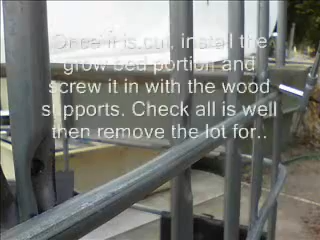 Once it is cut, install the
grow bed portion and
screw it in with the wood
supports. Check all is well
then remove the lot for..